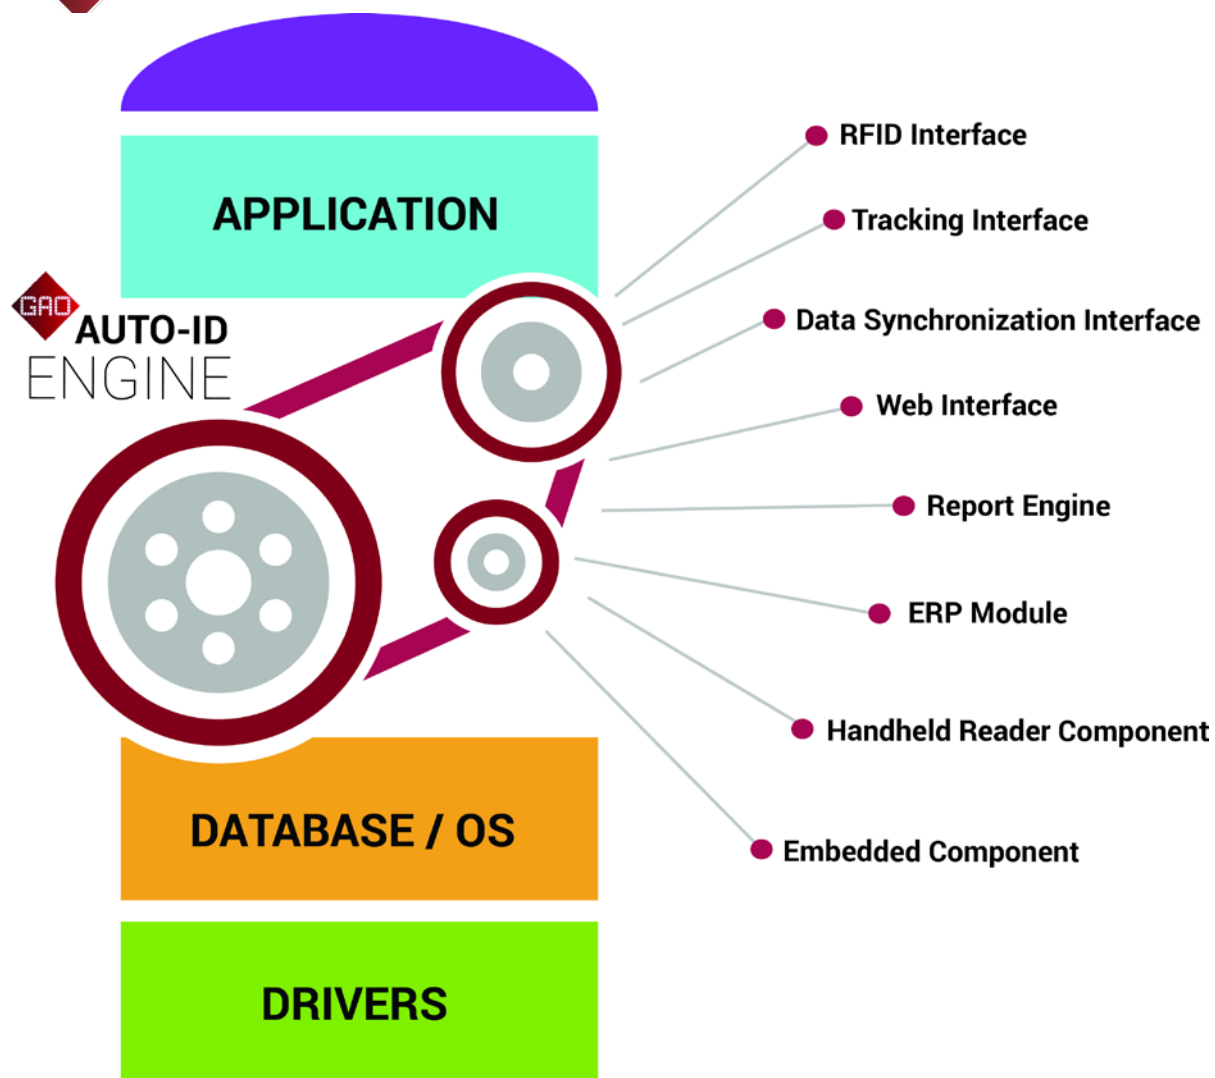 APPLICATION
GAO
AUTO-ID
ENGINE
RFID Interface
Tracking Interface
Data Synchronization Interface
Web Interface
Report Engine
ERP Module
Handheld Reader Component
Embedded Component
DATABASE / OS
DRIVERS